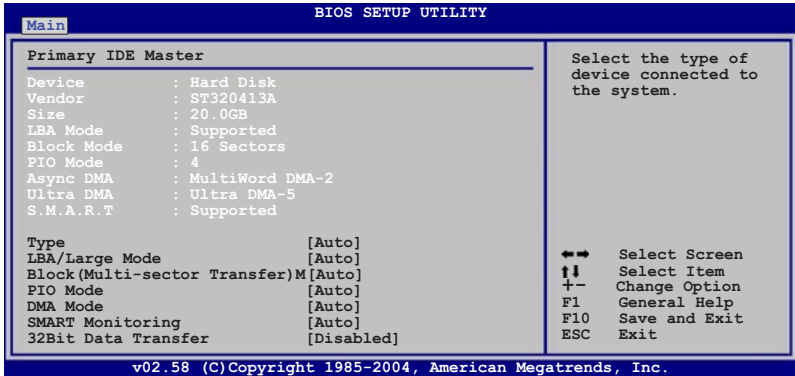 BIOS SETUP UTILITY
Main
Primary IDE Master
Device : Hard Disk
Vendor : ST320413A
Size : 20.0GB
LBA Mode : Supported
Block Mode : 16 Sectors
PIO Mode : 4
Async DMA : MultiWord DMA-2
Ultra DMA : Ultra DMA-5
S.M.A.R.T : Supported
Type [Auto]
LBA/Large Mode [Auto]
Block(Multi-sector Transfer)M[Auto]
PIO Mode [Auto]
DMA Mode [Auto]
SMART Monitoring [Auto]
32Bit Data Transfer [Disabled]
Select the type of
device connected to
the system.
←→ Select Screen
↑↓ Select Item
+- Change Option
F1 General Help
F10 Save and Exit
ESC Exit
v02.58 (C)Copyright 1985-2004, American Megatrends, Inc.